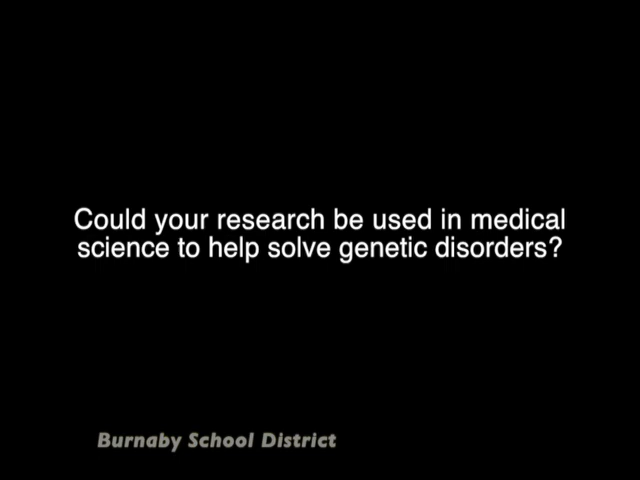 Could your research be used in medical
science to help solve genetic disorders?
Burnaby School District